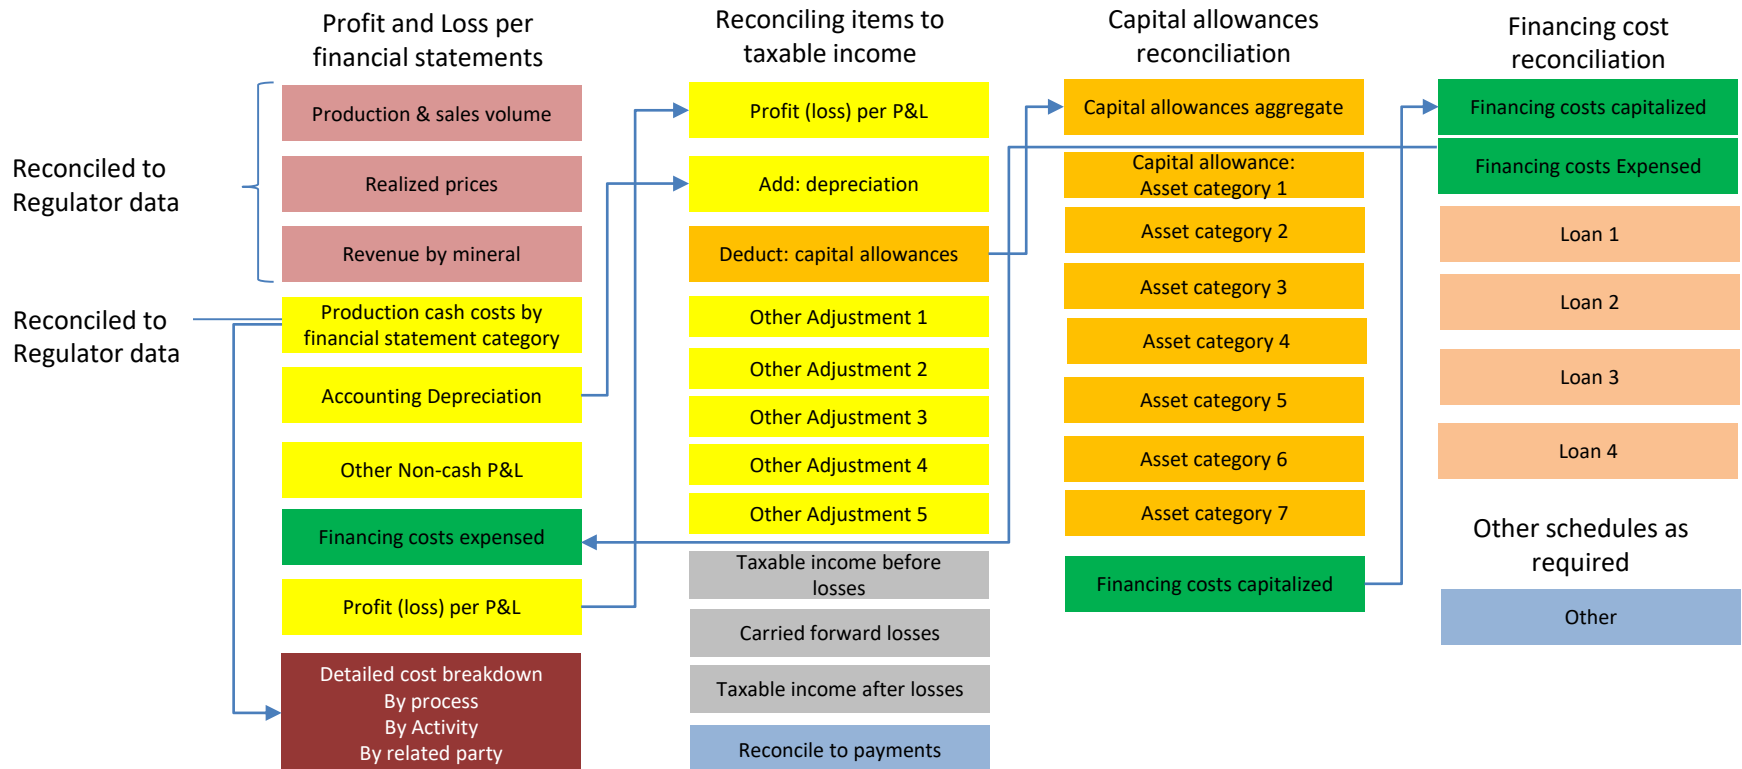 Profit and Loss per
financial statements
Reconciled to
Regulator data
Production & sales volume
Realized prices
Revenue by mineral
Reconciled to
Regulator data
Production cash costs by
financial statement category
Accounting Depreciation
Other Non-cash P&L
Financing costs expensed
Profit (loss) per P&L
Detailed cost breakdown
By process
By Activity
By related party
Reconciling items to
taxable income
Profit (loss) per P&L
Add: depreciation
Deduct: capital allowances
Other Adjustment 1
Other Adjustment 2
Other Adjustment 3
Other Adjustment 4
Other Adjustment 5
Taxable income before
losses
Carried forward losses
Taxable income after losses
Reconcile to payments
Capital allowances
reconciliation
Capital allowances aggregate
Capital allowance:
Asset category 1
Asset category 2
Asset category 3
Asset category 4
Asset category 5
Asset category 6
Asset category 7
Financing costs capitalized
Financing cost
reconciliation
Financing costs capitalized
Financing costs Expensed
Loan 1
Loan 2
Loan 3
Loan 4
Other schedules as
required
Other